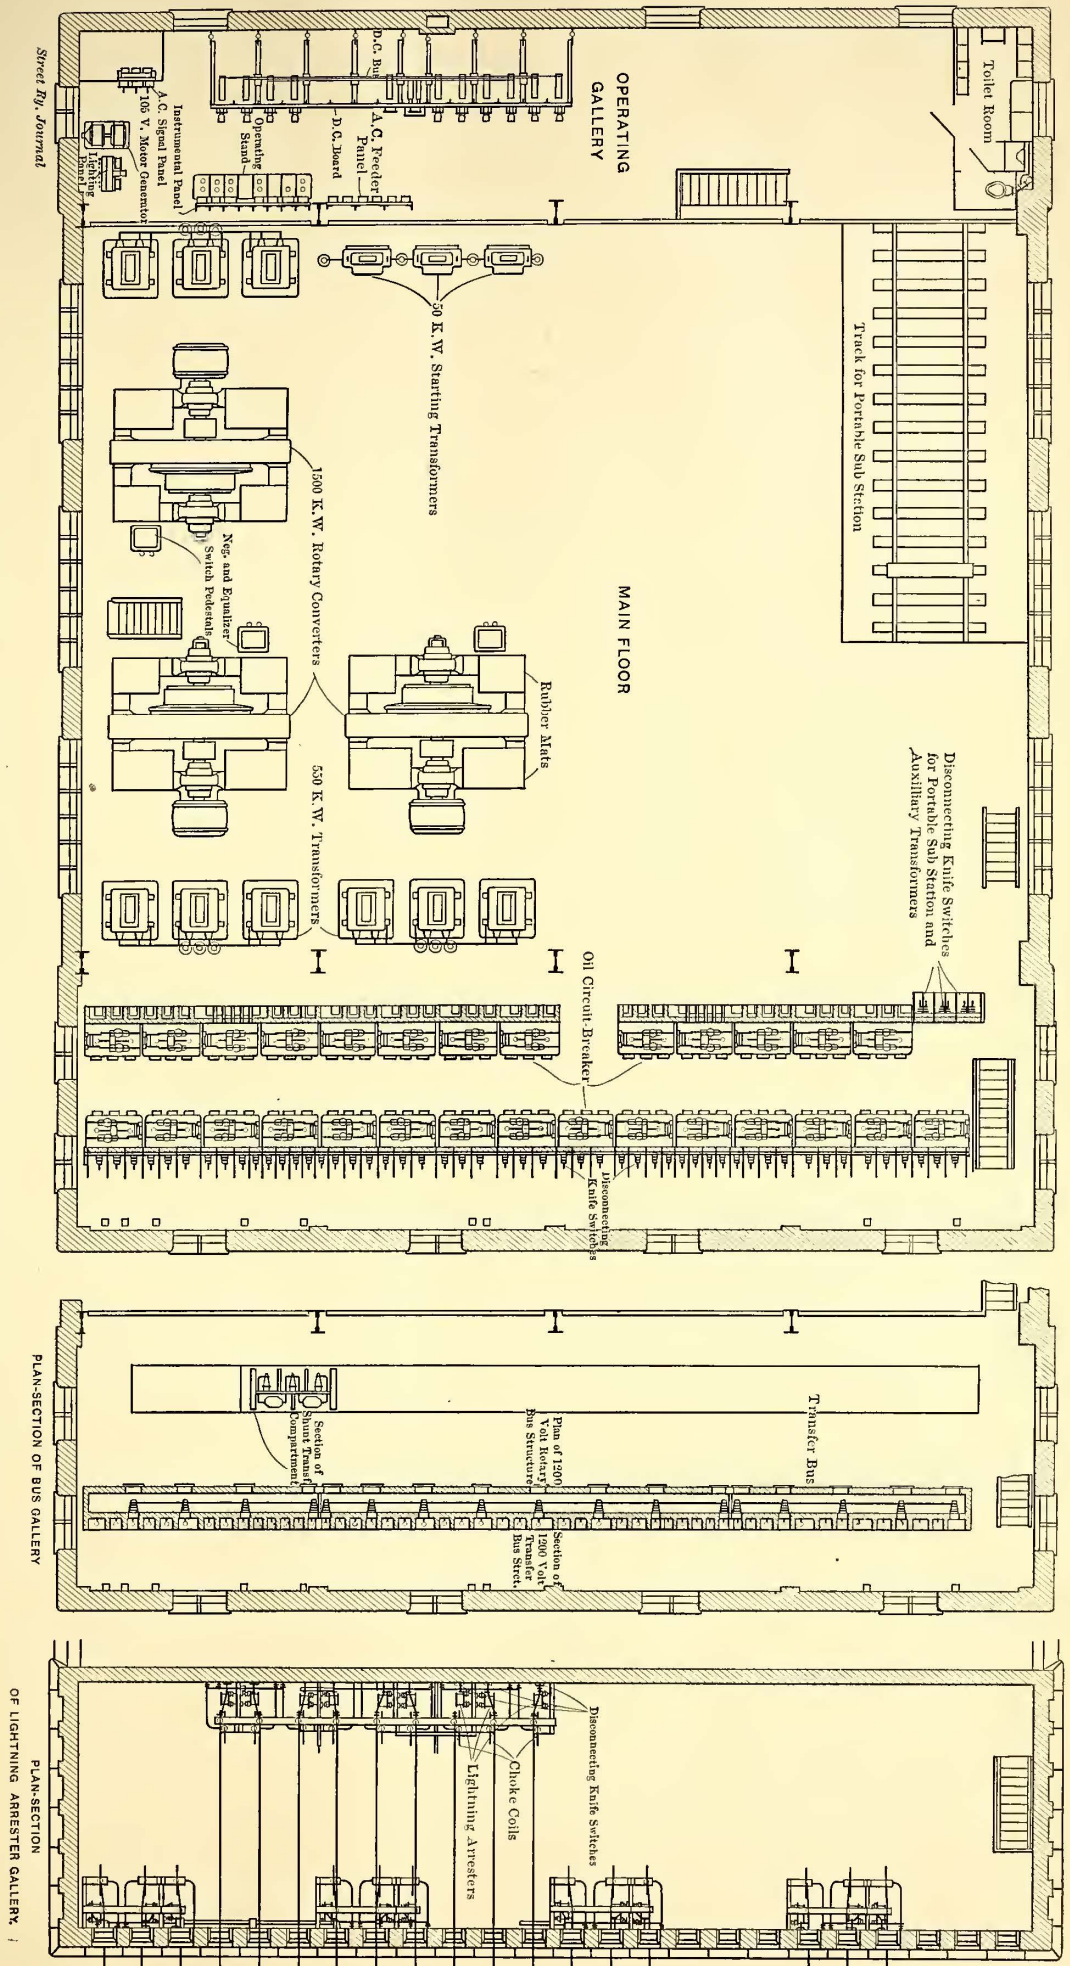 OPERATING
GALLERY
Toilet Room
D.C. Bus
A.C. Feeder
Panel
D.C. Board
Operating
Stand
Instrumental Panel
A.C. Signal Panel
105 V. Motor Generator
Lighting
Panel
Street Ry. Journal
MAIN FLOOR
Track for Portable Sub Station
50 K.W. Starting Transformers
1500 K.W. Rotary Converters
Neg. and Equalizer
Switch Pedestals
Rubber Mats
550 K.W. Transformers
Disconnecting Knife Switches
for Portable Sub Station and
Auxilliary Transformers
Oil Circuit-Breaker
Disconnecting
Knife Switches
Transfer Bus
Plan of 1200
Volt Rotary
Bus Structure
Section of
Shunt Transf.
Compartment
Section of
1200 Volt
Transfer
Bus Strct.
PLAN-SECTION OF BUS GALLERY
Disconnecting Knife Switches
Choke Coils
Lightning Arresters
PLAN-SECTION
OF LIGHTNING ARRESTER GALLERY.